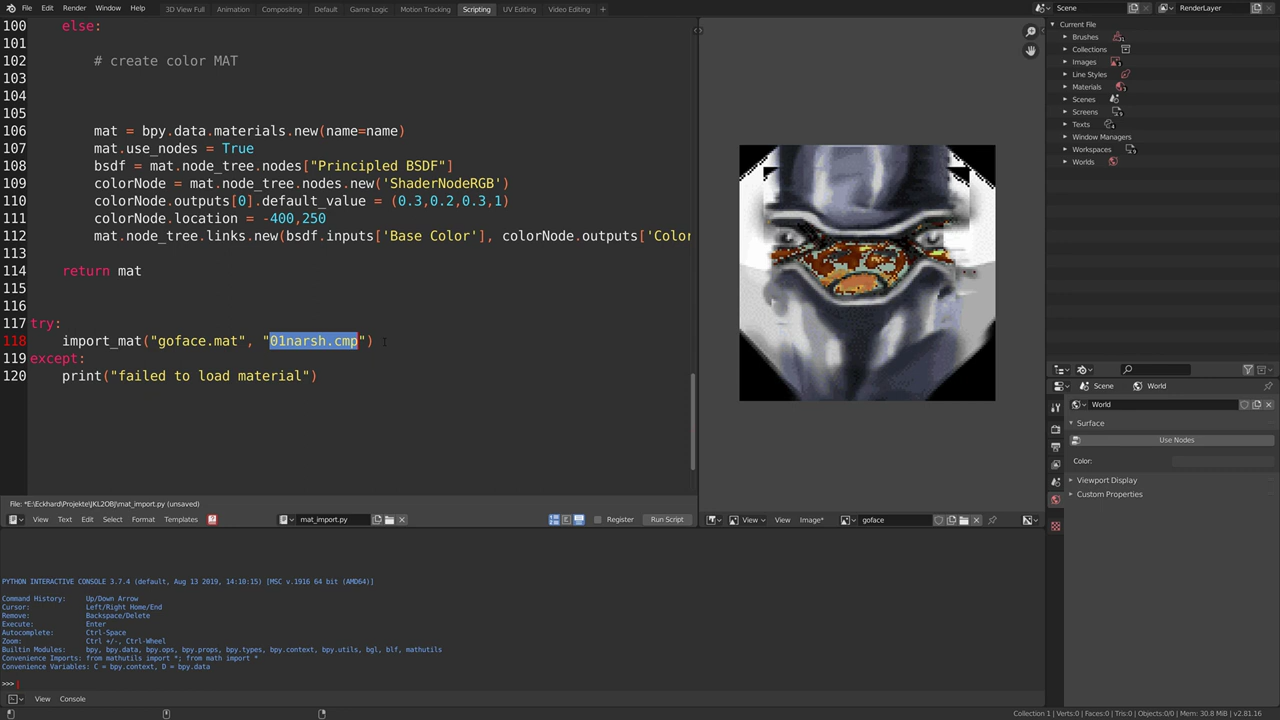 File Edit Render Window Help 3D View Full Animation Compositing Default Game Logic Motion Tracking Scripting UV Editing Video Editing + Scene RenderLayer
100     else:
101
102         # create color MAT
103
104
105
106         mat = bpy.data.materials.new(name=name)
107         mat.use_nodes = True
108         bsdf = mat.node_tree.nodes["Principled BSDF"]
109         colorNode = mat.node_tree.nodes.new('ShaderNodeRGB')
110         colorNode.outputs[0].default_value = (0.3,0.2,0.3,1)
111         colorNode.location = -400,250
112         mat.node_tree.links.new(bsdf.inputs['Base Color'], colorNode.outputs['Color
113
114     return mat
115
116
117 try:
118     import_mat("goface.mat", "01narsh.cmp")
119 except:
120     print("failed to load material")
File: *E:\Eckhard\Projekte\JKL2OBJ\mat_import.py (unsaved)
View Text Edit Select Format Templates mat_import.py Register Run Script
View View Image* goface
PYTHON INTERACTIVE CONSOLE 3.7.4 (default, Aug 13 2019, 14:10:15) [MSC v.1916 64 bit (AMD64)]
Command History: Up/Down Arrow
Cursor: Left/Right Home/End
Remove: Backspace/Delete
Execute: Enter
Autocomplete: Ctrl-Space
Zoom: Ctrl +/-, Ctrl-Wheel
Builtin Modules: bpy, bpy.data, bpy.ops, bpy.props, bpy.types, bpy.context, bpy.utils, bgl, blf, mathutils
Convenience Imports: from mathutils import *; from math import *
Convenience Variables: C = bpy.context, D = bpy.data
>>>
View Console
Current File
Brushes
Collections
Images
Line Styles
Materials
Scenes
Screens
Texts
Window Managers
Workspaces
Worlds
Scene World
World
Surface
Use Nodes
Color:
Viewport Display
Custom Properties
Collection 1 | Verts:0 | Faces:0 | Tris:0 | Objects:0/0 | Mem: 30.8 MiB | v2.81.16